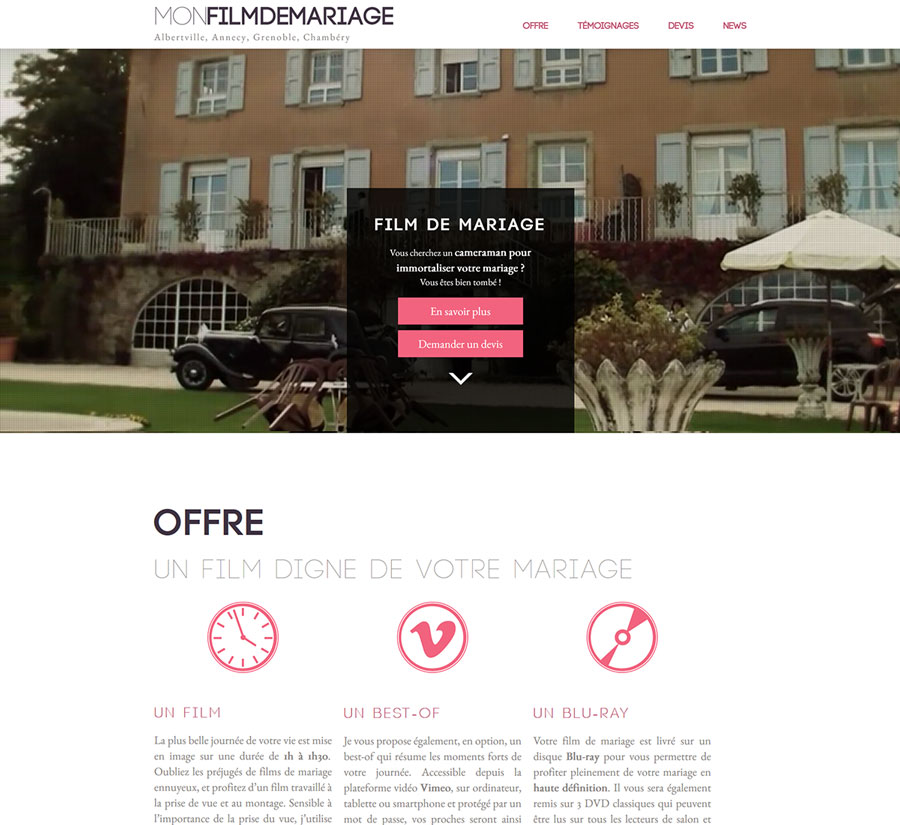 MONFILMDEMARIAGE
Albertville, Annecy, Grenoble, Chambéry
OFFRE TÉMOIGNAGES DEVIS NEWS
FILM DE MARIAGE
Vous cherchez un cameraman pour
immortaliser votre mariage ?
Vous êtes bien tombé !
En savoir plus
Demander un devis
OFFRE
UN FILM DIGNE DE VOTRE MARIAGE
UN FILM
La plus belle journée de votre vie est mise
en image sur une durée de 1h à 1h30.
Oubliez les préjugés de films de mariage
ennuyeux, et profitez d'un film travaillé à
la prise de vue et au montage. Sensible à
l'importance de la prise du vue, j'utilise
UN BEST-OF
Je vous propose également, en option, un
best-of qui résume les moments forts de
votre journée. Accessible depuis la
plateforme vidéo Vimeo, sur ordinateur,
tablette ou smartphone et protégé par un
mot de passe, vos proches seront ainsi
UN BLU-RAY
Votre film de mariage est livré sur un
disque Blu-ray pour vous permettre de
profiter pleinement de votre mariage en
haute définition. Il vous sera également
remis sur 3 DVD classiques qui peuvent
être lus sur tous les lecteurs de salon et